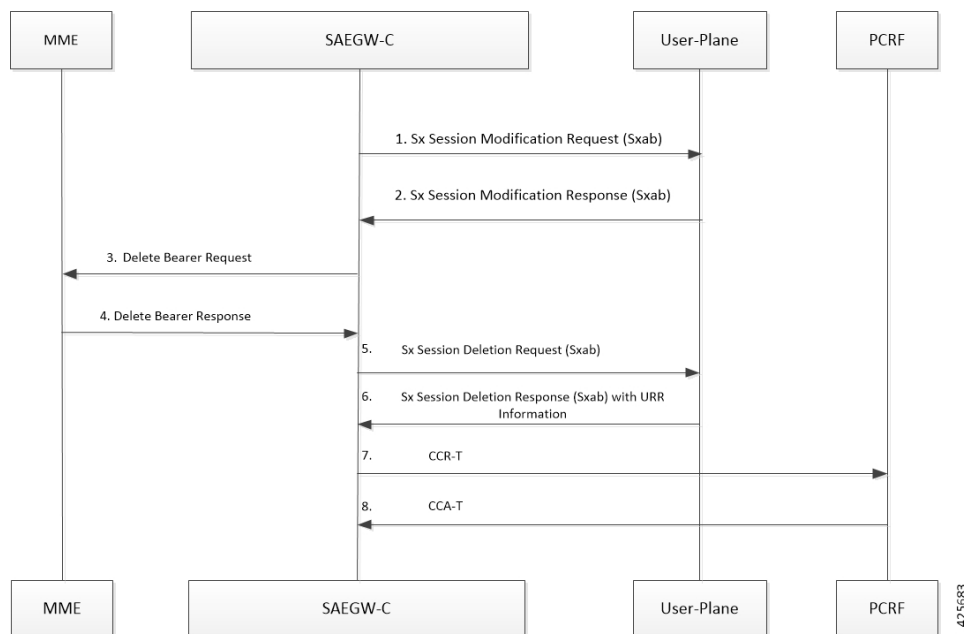 MME
SAEGW-C
User-Plane
PCRF
1. Sx Session Modification Request (Sxab)
2. Sx Session Modification Response (Sxab)
3. Delete Bearer Request
4. Delete Bearer Response
5. Sx Session Deletion Request (Sxab)
6. Sx Session Deletion Response (Sxab) with URR
Information
7. CCR-T
8. CCA-T
MME
SAEGW-C
User-Plane
PCRF
425683